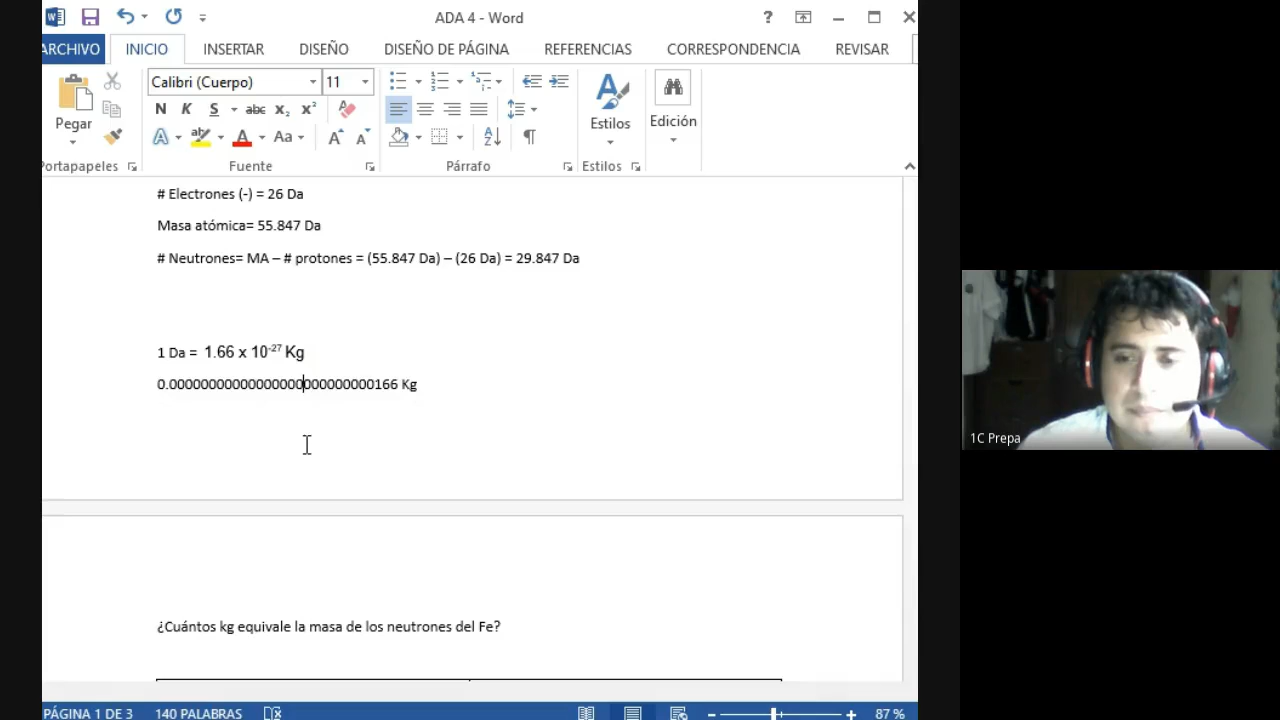 ADA 4 - Word
ARCHIVO INICIO INSERTAR DISEÑO DISEÑO DE PÁGINA REFERENCIAS CORRESPONDENCIA REVISAR
Calibri (Cuerpo) 11
Pegar
N K S abc x₂ x²
A A Aa A A
Estilos
Edición
Portapapeles Fuente Párrafo Estilos
# Electrones (-) = 26 Da
Masa atómica= 55.847 Da
# Neutrones= MA – # protones = (55.847 Da) – (26 Da) = 29.847 Da
1 Da = 1.66 x 10⁻²⁷ Kg
1C Prepa
¿Cuántos kg equivale la masa de los neutrones del Fe?
PÁGINA 1 DE 3 140 PALABRAS 87 %